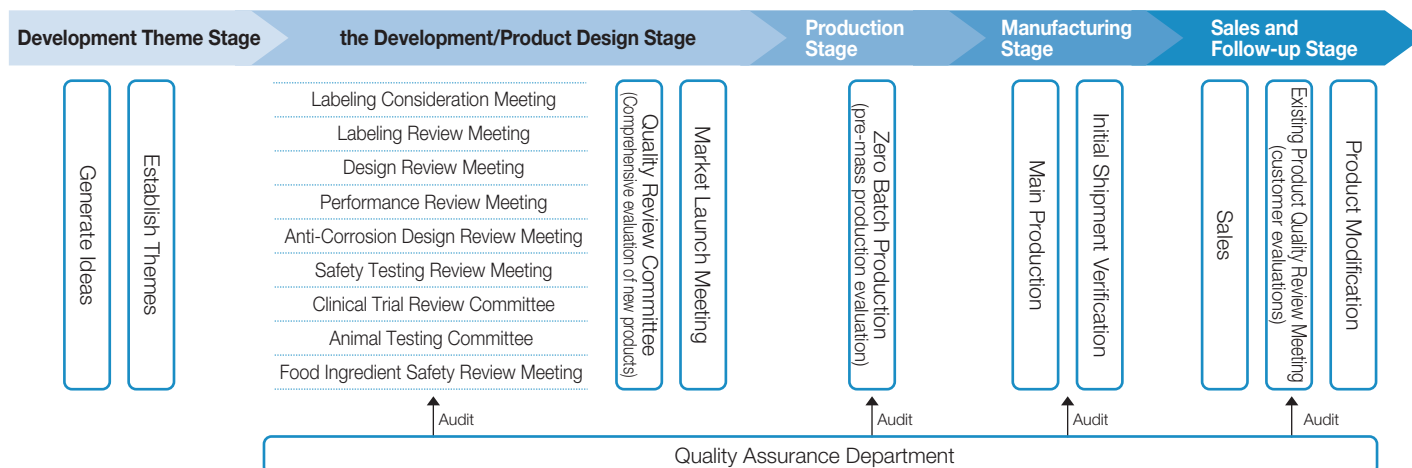 Development Theme Stage
the Development/Product Design Stage
Production
Stage
Manufacturing
Stage
Sales and
Follow-up Stage
Generate Ideas
Establish Themes
Labeling Consideration Meeting
Labeling Review Meeting
Design Review Meeting
Performance Review Meeting
Anti-Corrosion Design Review Meeting
Safety Testing Review Meeting
Clinical Trial Review Committee
Animal Testing Committee
Food Ingredient Safety Review Meeting
Quality Review Committee
(Comprehensive evaluation of new products)
Market Launch Meeting
Zero Batch Production
(pre-mass production evaluation)
Main Production
Initial Shipment Verification
Sales
Existing Product Quality Review Meeting
(customer evaluations)
Product Modification
Audit
Audit
Audit
Audit
Quality Assurance Department